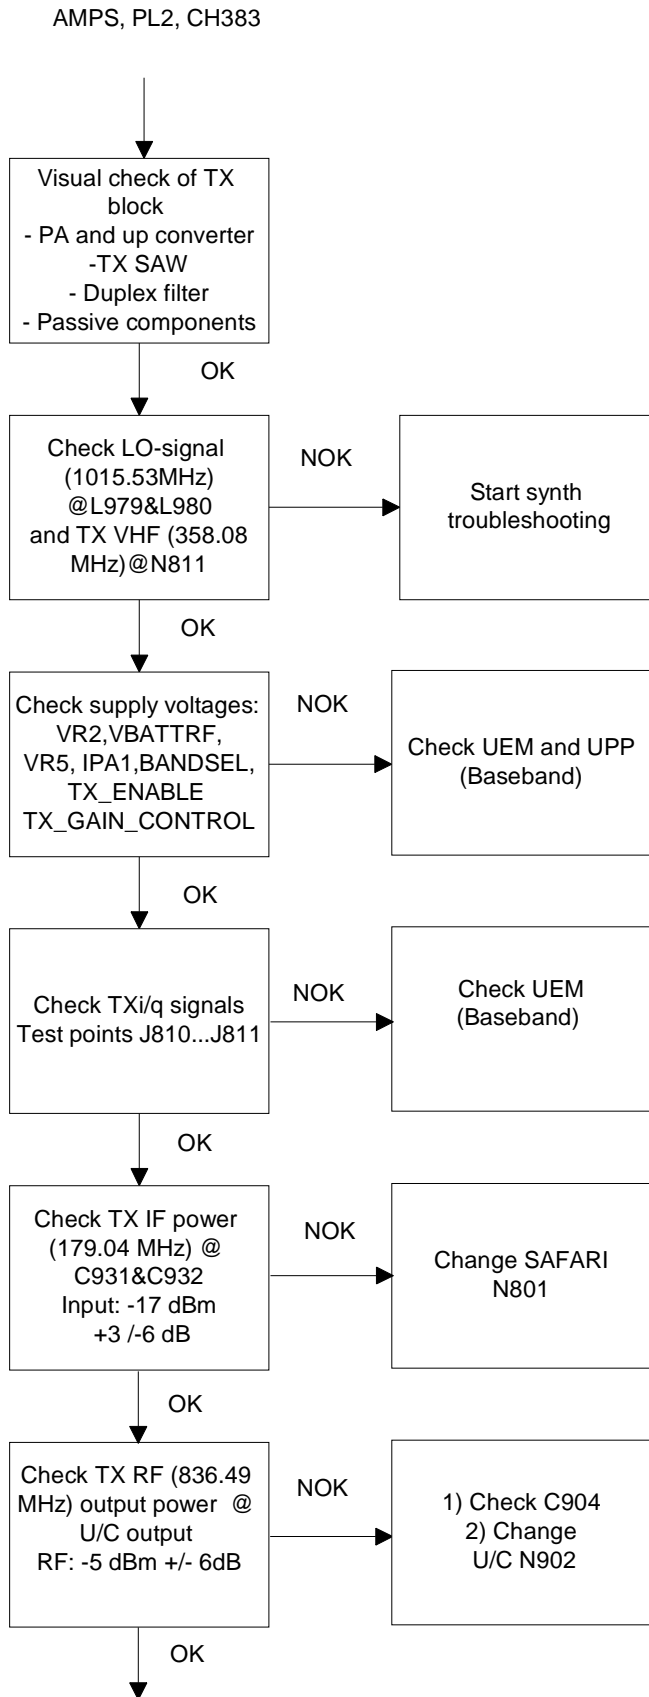 AMPS, PL2, CH383
Visual check of TX
block
- PA and up converter
-TX SAW
- Duplex filter
- Passive components
OK
Check LO-signal
(1015.53MHz)
@L979&L980
and TX VHF (358.08
MHz)@N811
NOK
Start synth
troubleshooting
OK
Check supply voltages:
VR2,VBATTRF,
VR5, IPA1,BANDSEL,
TX_ENABLE
TX_GAIN_CONTROL
NOK
Check UEM and UPP
(Baseband)
OK
Check TXi/q signals
Test points J810...J811
NOK
Check UEM
(Baseband)
OK
Check TX IF power
(179.04 MHz) @
C931&C932
Input: -17 dBm
+3 /-6 dB
NOK
Change SAFARI
N801
OK
Check TX RF (836.49
MHz) output power @
U/C output
RF: -5 dBm +/- 6dB
NOK
1) Check C904
2) Change
U/C N902
OK